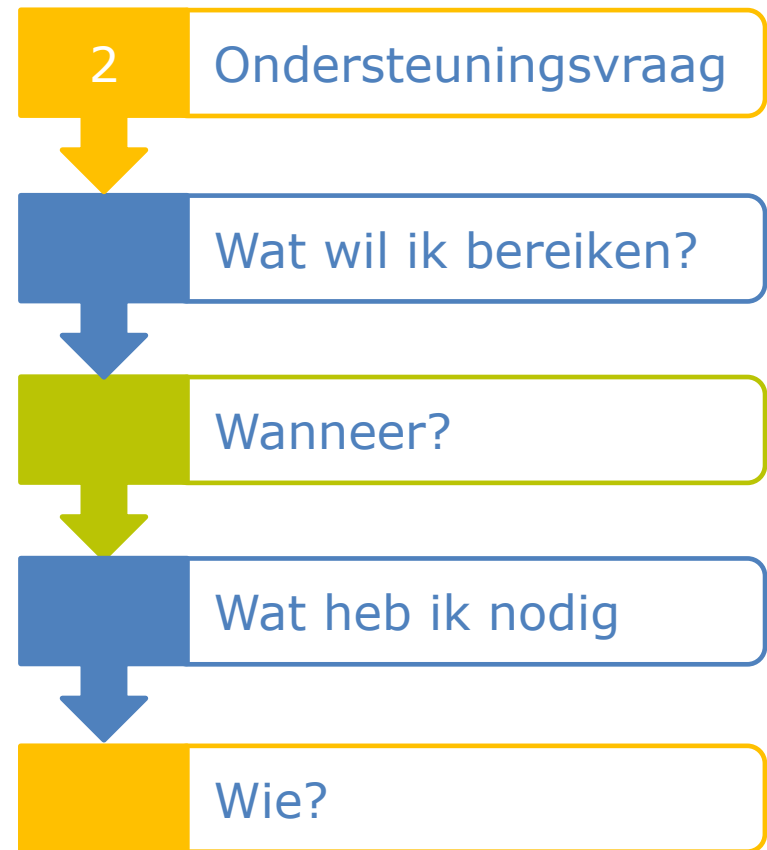 2 Ondersteuningsvraag
Wat wil ik bereiken?
Wanneer?
Wat heb ik nodig
Wie?